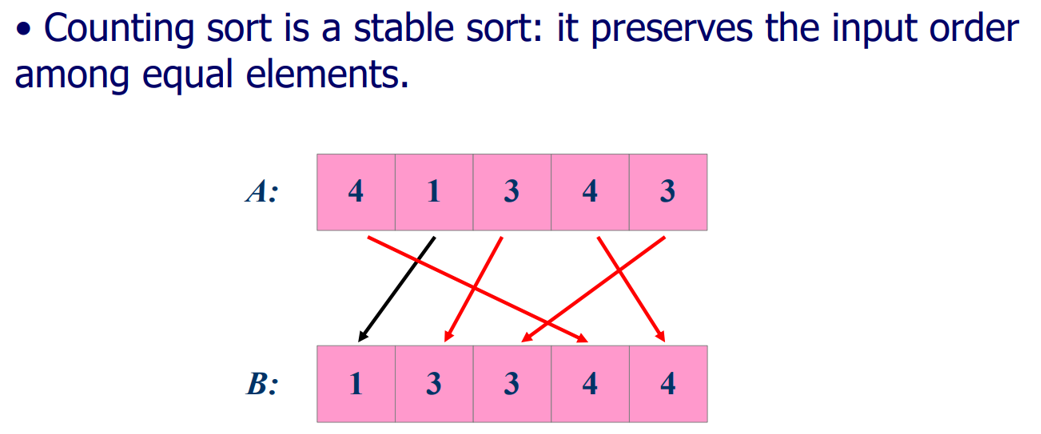 • Counting sort is a stable sort: it preserves the input order
among equal elements.
A: 4 1 3 4 3
B: 1 3 3 4 4